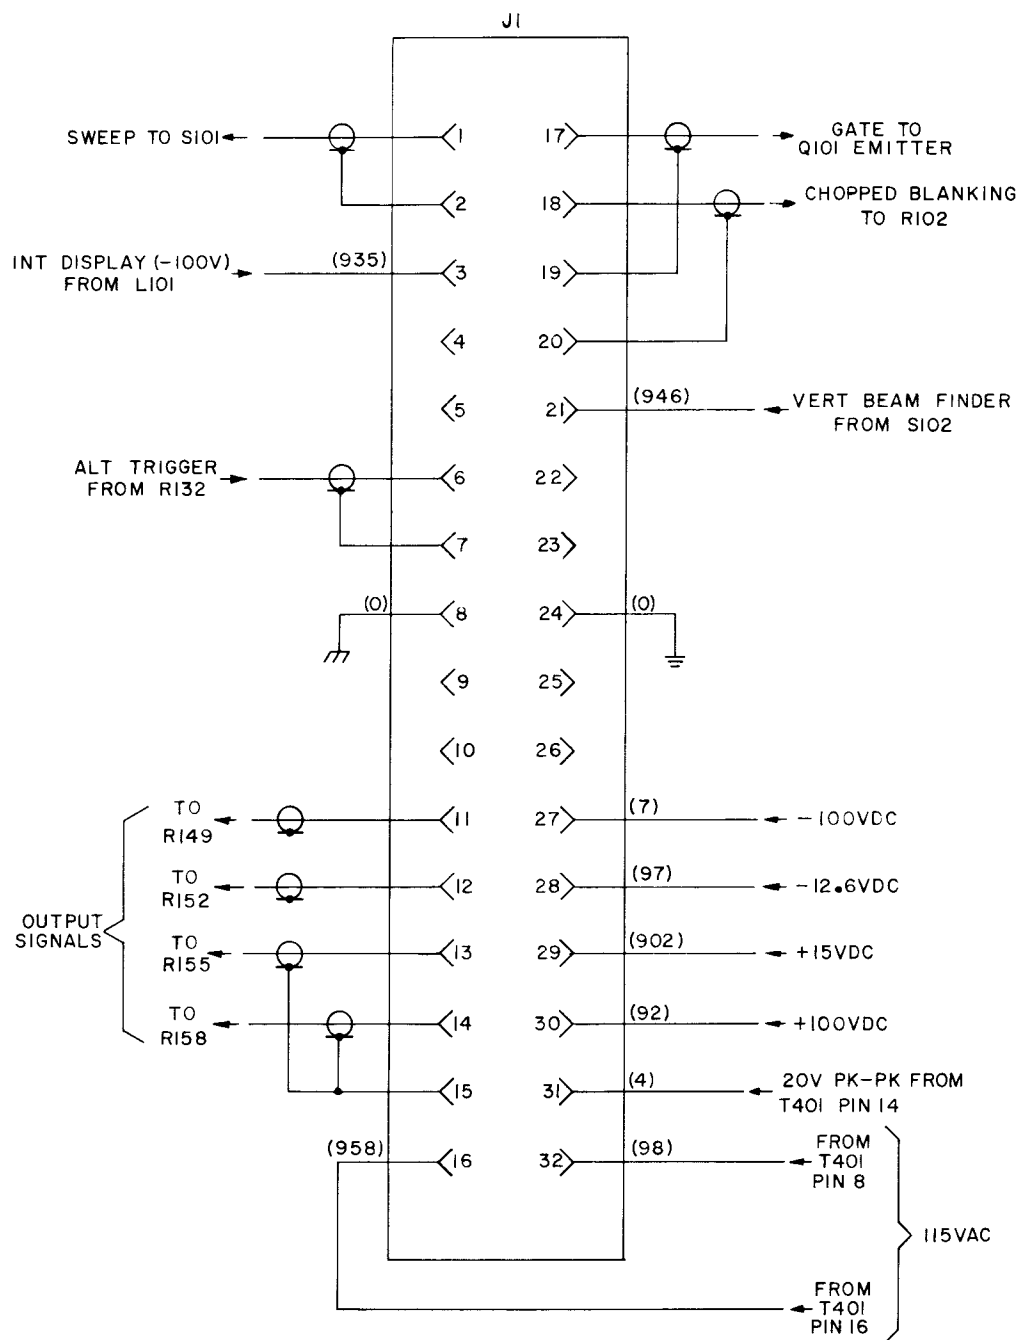 J1
SWEEP TO S101
1
17
GATE TO
Q101 EMITTER
2
18
CHOPPED BLANKING
TO R102
INT DISPLAY (-100V)
FROM L101
(935)
3
19
4
20
5
21
(946)
VERT BEAM FINDER
FROM S102
ALT TRIGGER
FROM R132
6
22
7
23
(0)
8
24
(0)
9
25
10
26
OUTPUT
SIGNALS
TO
R149
11
27
(7)
-100VDC
TO
R152
12
28
(97)
-12.6VDC
TO
R155
13
29
(902)
+15VDC
TO
R158
14
30
(92)
+100VDC
15
31
(4)
20V PK-PK FROM
T401 PIN 14
(958)
16
32
(98)
FROM
T401
PIN 8
115VAC
FROM
T401
PIN 16